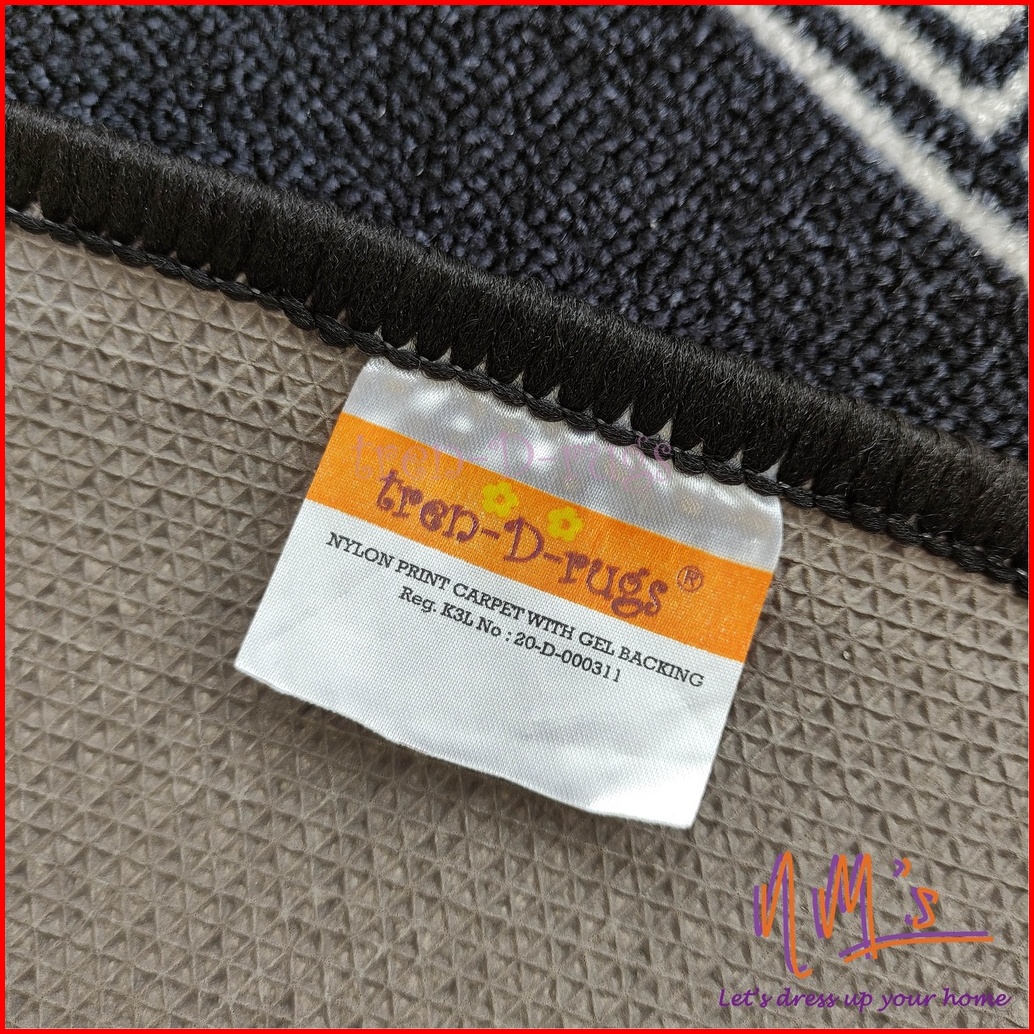 tren-D-rugs ®
NYLON PRINT CARPET WITH GEL BACKING
Reg. K3L No : 20-D-000311
NM's
Let's dress up your home